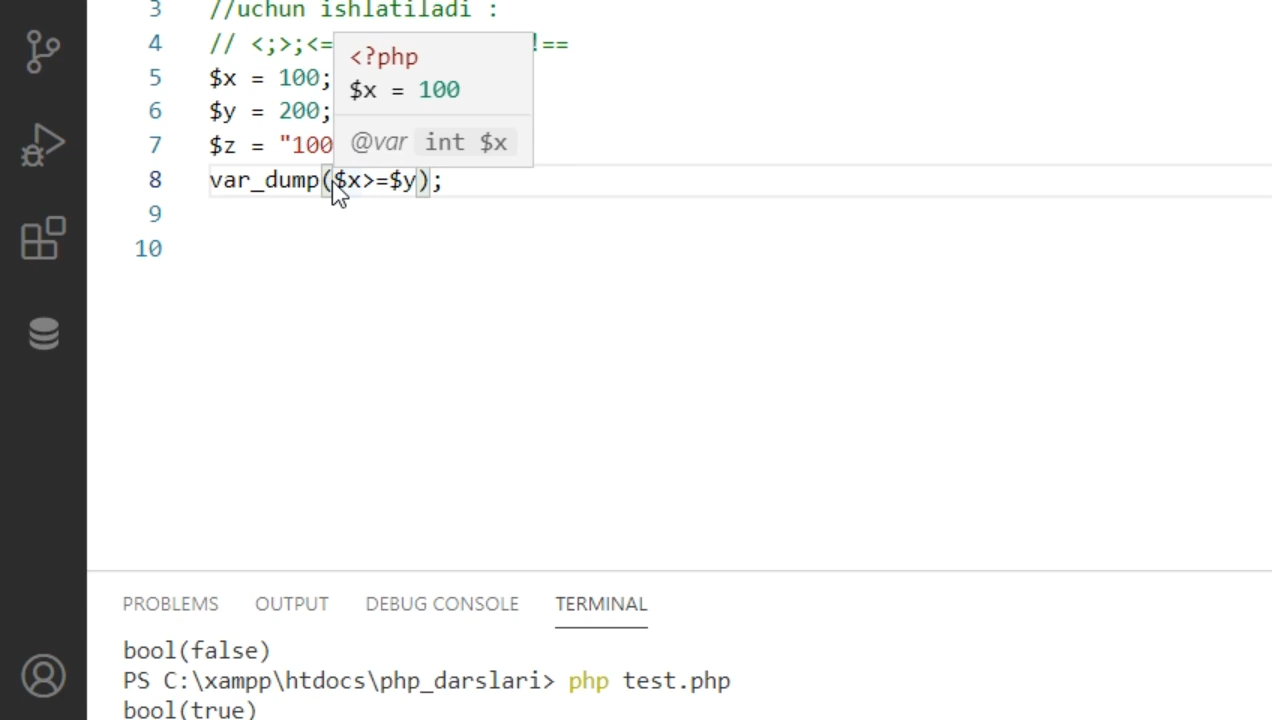 3 //uchun ishlatiladi :
4 // <;>;<= !==
5 $x = 100;
6 $y = 200;
7 $z = "100
8 var_dump($x>=$y);
9
10
<?php
$x = 100
@var int $x
PROBLEMS OUTPUT DEBUG CONSOLE TERMINAL
bool(false)
PS C:\xampp\htdocs\php_darslari> php test.php
bool(true)